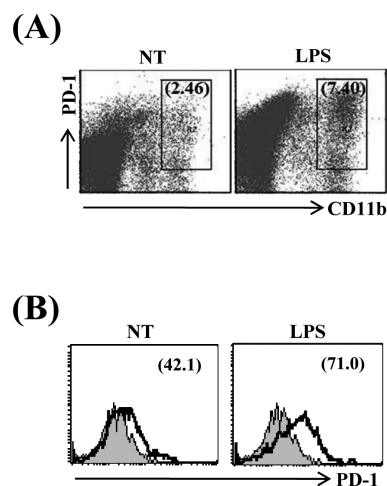 (A)
NT LPS
PD-1
(2.46) (7.40)
CD11b
(B)
NT LPS
(42.1) (71.0)
PD-1